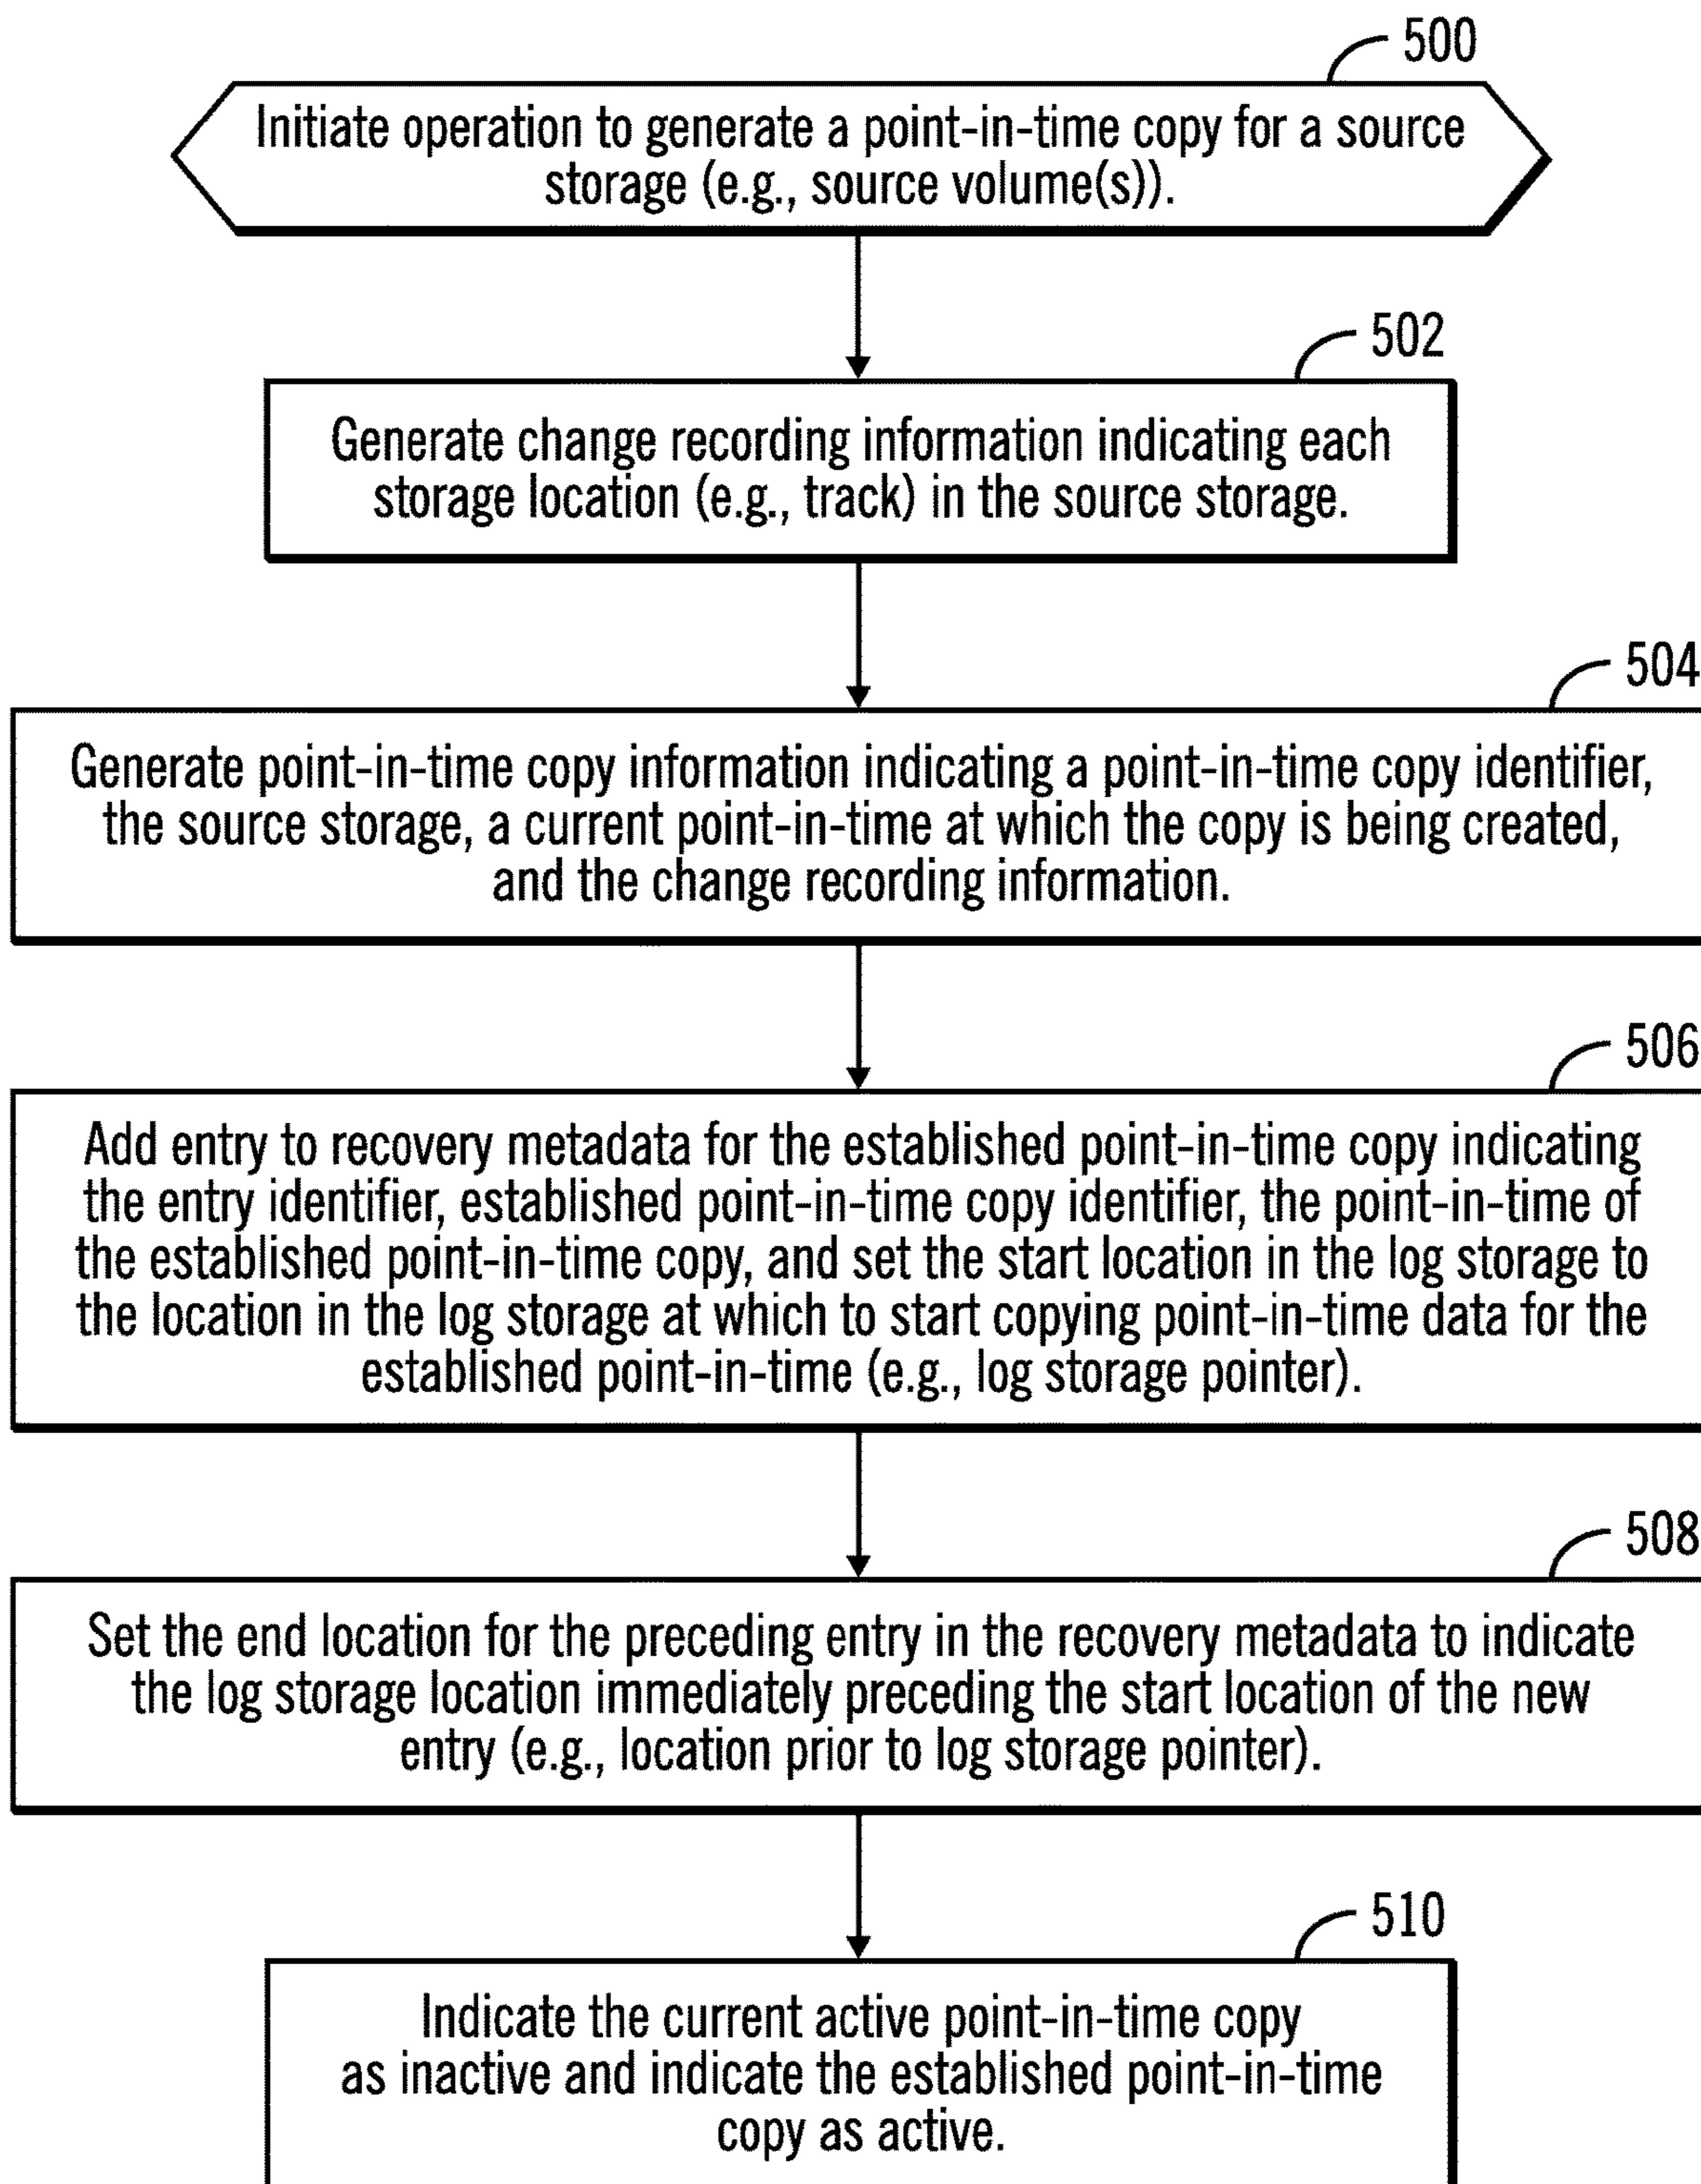 500
Initiate operation to generate a point-in-time copy for a source
storage (e.g., source volume(s)).
502
Generate change recording information indicating each
storage location (e.g., track) in the source storage.
504
Generate point-in-time copy information indicating a point-in-time copy identifier,
the source storage, a current point-in-time at which the copy is being created,
and the change recording information.
506
Add entry to recovery metadata for the established point-in-time copy indicating
the entry identifier, established point-in-time copy identifier, the point-in-time of
the established point-in-time copy, and set the start location in the log storage to
the location in the log storage at which to start copying point-in-time data for the
established point-in-time (e.g., log storage pointer).
508
Set the end location for the preceding entry in the recovery metadata to indicate
the log storage location immediately preceding the start location of the new
entry (e.g., location prior to log storage pointer).
510
Indicate the current active point-in-time copy
as inactive and indicate the established point-in-time
copy as active.